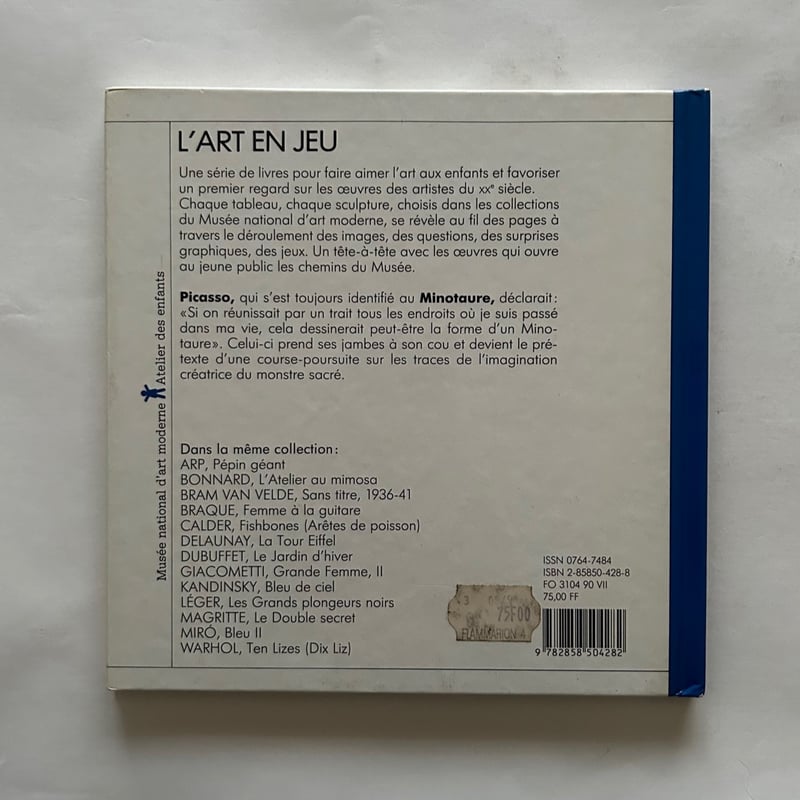 L'ART EN JEU
Une série de livres pour faire aimer l'art aux enfants et favoriser
un premier regard sur les œuvres des artistes du XXe siècle.
Chaque tableau, chaque sculpture, choisis dans les collections
du Musée national d'art moderne, se révèle au fil des pages à
travers le déroulement des images, des questions, des surprises
graphiques, des jeux. Un tête-à-tête avec les œuvres qui ouvre
au jeune public les chemins du Musée.
Picasso, qui s'est toujours identifié au Minotaure, déclarait :
«Si on réunissait par un trait tous les endroits où je suis passé
dans ma vie, cela dessinerait peut-être la forme d'un Mino-
taure». Celui-ci prend ses jambes à son cou et devient le pré-
texte d'une course-poursuite sur les traces de l'imagination
créatrice du monstre sacré.
Musée national d'art moderne Atelier des enfants
Dans la même collection :
ARP, Pépin géant
BONNARD, L'Atelier au mimosa
BRAM VAN VELDE, Sans titre, 1936-41
BRAQUE, Femme à la guitare
CALDER, Fishbones (Arêtes de poisson)
DELAUNAY, La Tour Eiffel
DUBUFFET, Le Jardin d'hiver
GIACOMETTI, Grande Femme, II
KANDINSKY, Bleu de ciel
LÉGER, Les Grands plongeurs noirs
MAGRITTE, Le Double secret
MIRÓ, Bleu II
WARHOL, Ten Lizes (Dix Liz)
ISSN 0764-7484
ISBN 2-85850-428-8
FO 3104 90 VII
75,00 FF
75F00
FLAMMARION 4
9 782858 504282